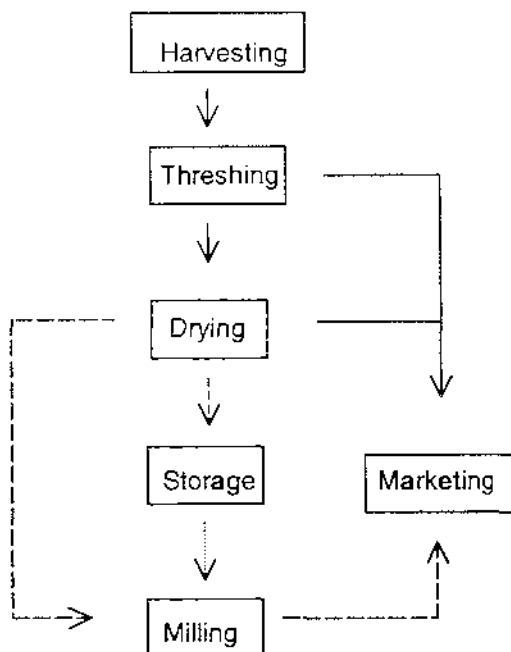 Harvesting
Threshing
Drying
Storage
Marketing
Milling